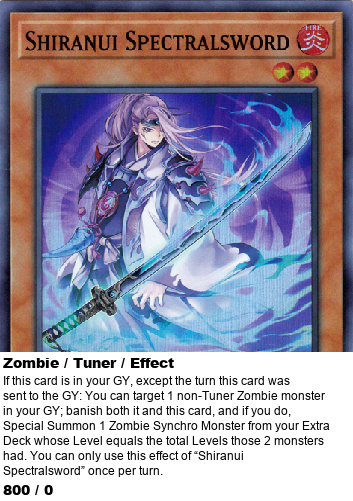 SHIRANUI SPECTRALSWORD
FIRE
炎
Zombie / Tuner / Effect
If this card is in your GY, except the turn this card was
sent to the GY: You can target 1 non-Tuner Zombie monster
in your GY; banish both it and this card, and if you do,
Special Summon 1 Zombie Synchro Monster from your Extra
Deck whose Level equals the total Levels those 2 monsters
had. You can only use this effect of “Shiranui
Spectralsword” once per turn.
800 / 0